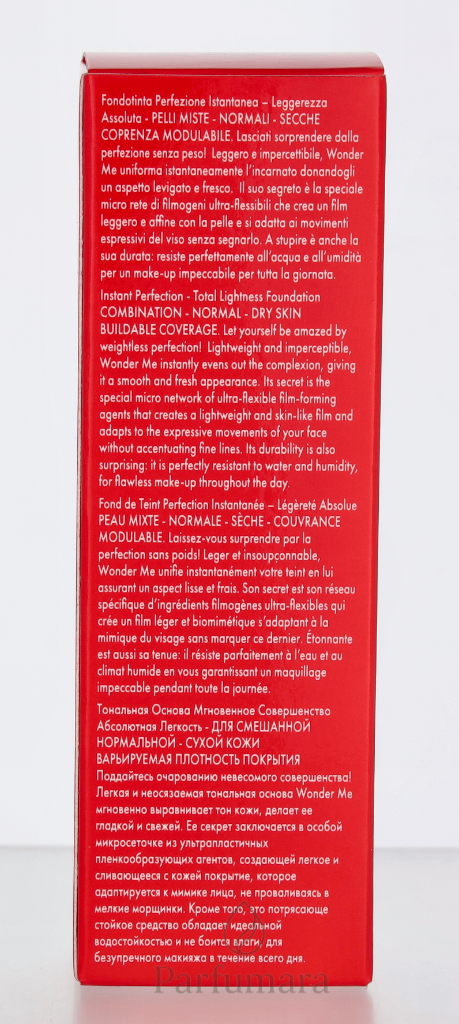 Fondotinta Perfezione Istantanea – Leggerezza
Assoluta - PELLI MISTE - NORMALI - SECCHE
COPRENZA MODULABILE. Lasciati sorprendere dalla
perfezione senza peso! Leggero e impercettibile, Wonder
Me uniforma istantaneamente l'incarnato donandogli
un aspetto levigato e fresco. Il suo segreto è la speciale
micro rete di filmogeni ultra-flessibili che crea un film
leggero e affine con la pelle e si adatta ai movimenti
espressivi del viso senza segnarlo. A stupire è anche la
sua durata: resiste perfettamente all'acqua e all'umidità
per un make-up impeccabile per tutta la giornata.
Instant Perfection - Total Lightness Foundation
COMBINATION - NORMAL - DRY SKIN
BUILDABLE COVERAGE. Let yourself be amazed by
weightless perfection! Lightweight and imperceptible,
Wonder Me instantly evens out the complexion, giving
it a smooth and fresh appearance. Its secret is the
special micro network of ultra-flexible film-forming
agents that creates a lightweight and skin-like film and
adapts to the expressive movements of your face
without accentuating fine lines. Its durability is also
surprising: it is perfectly resistant to water and humidity,
for flawless make-up throughout the day.
Fond de Teint Perfection Instantanée – Légèreté Absolue
PEAU MIXTE - NORMALE - SÈCHE - COUVRANCE
MODULABLE. Laissez-vous surprendre par la
perfection sans poids! Leger et insoupçonnable,
Wonder Me unifie instantanément votre teint en lui
assurant un aspect lisse et frais. Son secret est son réseau
spécifique d'ingrédients filmogènes ultra-flexibles qui
crée un film léger et biomimétique s'adaptant à la
mimique du visage sans marquer ce dernier. Étonnante
est aussi sa tenue: il résiste parfaitement à l'eau et au
climat humide en vous garantissant un maquillage
impeccable pendant toute la journée.
Тональная Основа Мгновенное Совершенство
Абсолютная Легкость - ДЛЯ СМЕШАННОЙ
НОРМАЛЬНОЙ - СУХОЙ КОЖИ
ВАРЬИРУЕМАЯ ПЛОТНОСТЬ ПОКРЫТИЯ
Поддайтесь очарованию невесомого совершенства!
Легкая и неосязаемая тональная основа Wonder Me
мгновенно выравнивает тон кожи, делает ее
гладкой и свежей. Ее секрет заключается в особой
микросеточке из ультрапластичных
пленкообразующих агентов, создающей легкое и
сливающееся с кожей покрытие, которое
адаптируется к мимике лица, не проваливаясь в
мелкие морщинки. Кроме того, это потрясающе
стойкое средство обладает идеальной
водостойкостью и не боится влаги, для
безупречного макияжа в течение всего дня.
Parfumara